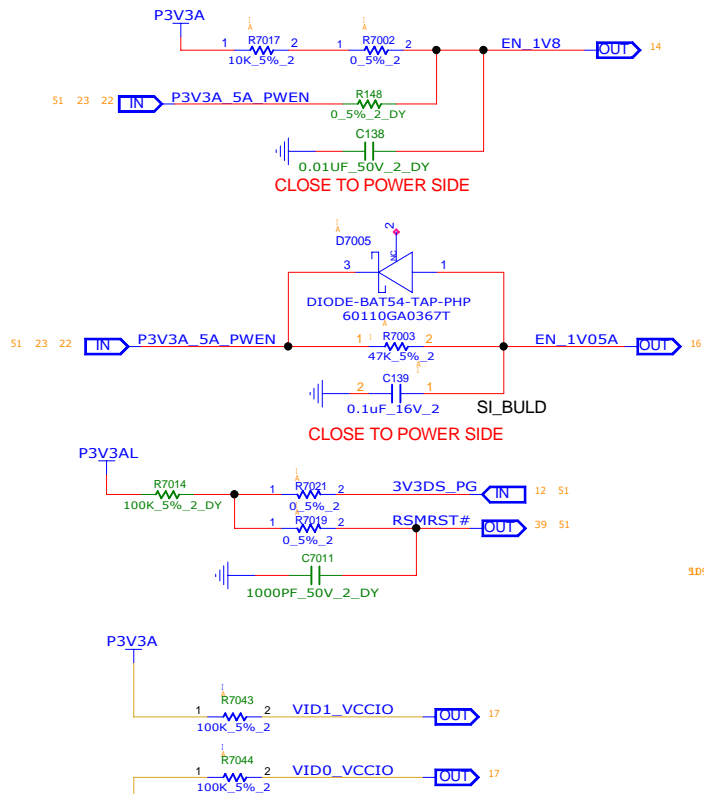 P3V3A
R7017
R7002
1 2 1 2 EN_1V8 OUT 14
10K_5%_2 0_5%_2
51 23 22 IN P3V3A_5A_PWEN R148
0_5%_2_DY
C138
0.01UF_50V_2_DY
CLOSE TO POWER SIDE
2
D7005
NC
3 1
DIODE-BAT54-TAP-PHP
60110GA0367T
51 23 22 IN P3V3A_5A_PWEN 1 R7003 2 EN_1V05A OUT 16
47K_5%_2
2 C139 1
0.1uF_16V_2 SI_BULD
CLOSE TO POWER SIDE
P3V3AL
R7014 1 R7021 2 3V3DS_PG IN 12 51
100K_5%_2_DY 0_5%_2
1 R7019 2 RSMRST# OUT 39 51
0_5%_2
C7011
1000PF_50V_2_DY
P3V3A
R7043
1 2 VID1_VCCIO OUT 17
100K_5%_2
R7044
1 2 VID0_VCCIO OUT 17
100K_5%_2